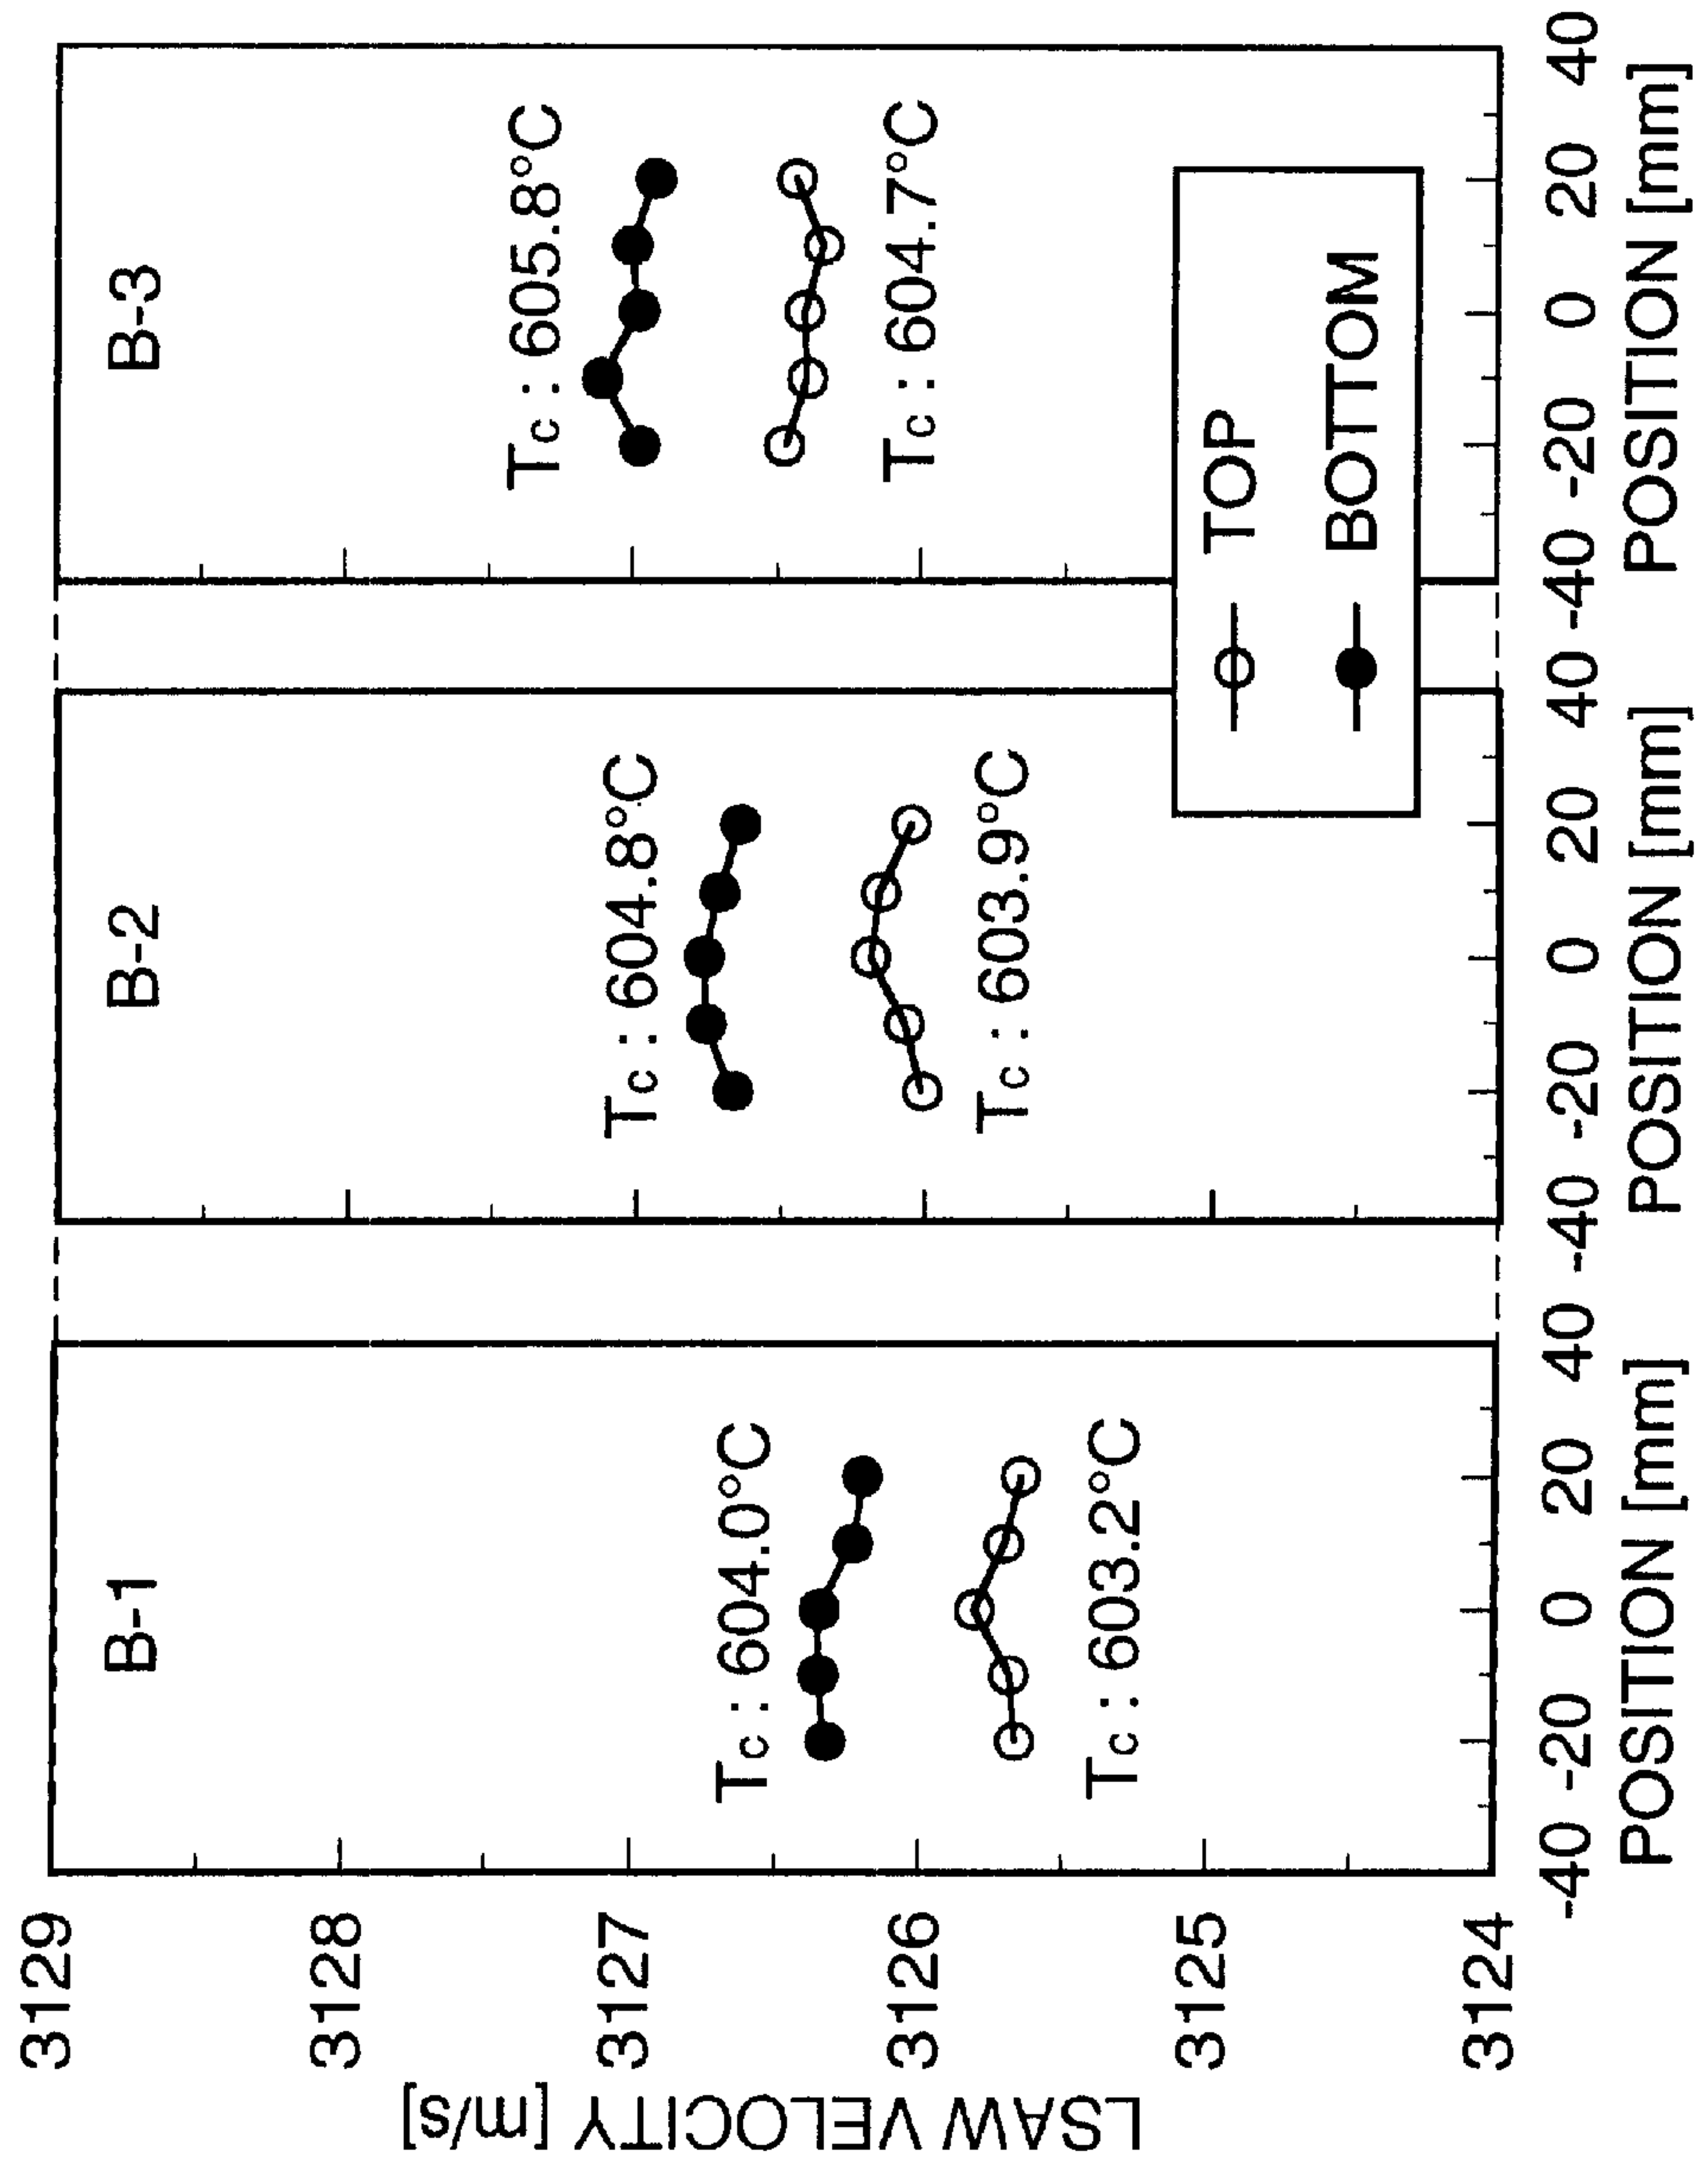 B-1
B-2
B-3
Tc : 604.0°C
Tc : 603.2°C
Tc : 604.8°C
Tc : 603.9°C
Tc : 605.8°C
Tc : 604.7°C
TOP
BOTTOM
LSAW VELOCITY [m/s]
3129
3128
3127
3126
3125
3124
-40 -20 0 20 40
-40 -20 0 20 40
-40 -20 0 20 40
POSITION [mm]
POSITION [mm]
POSITION [mm]